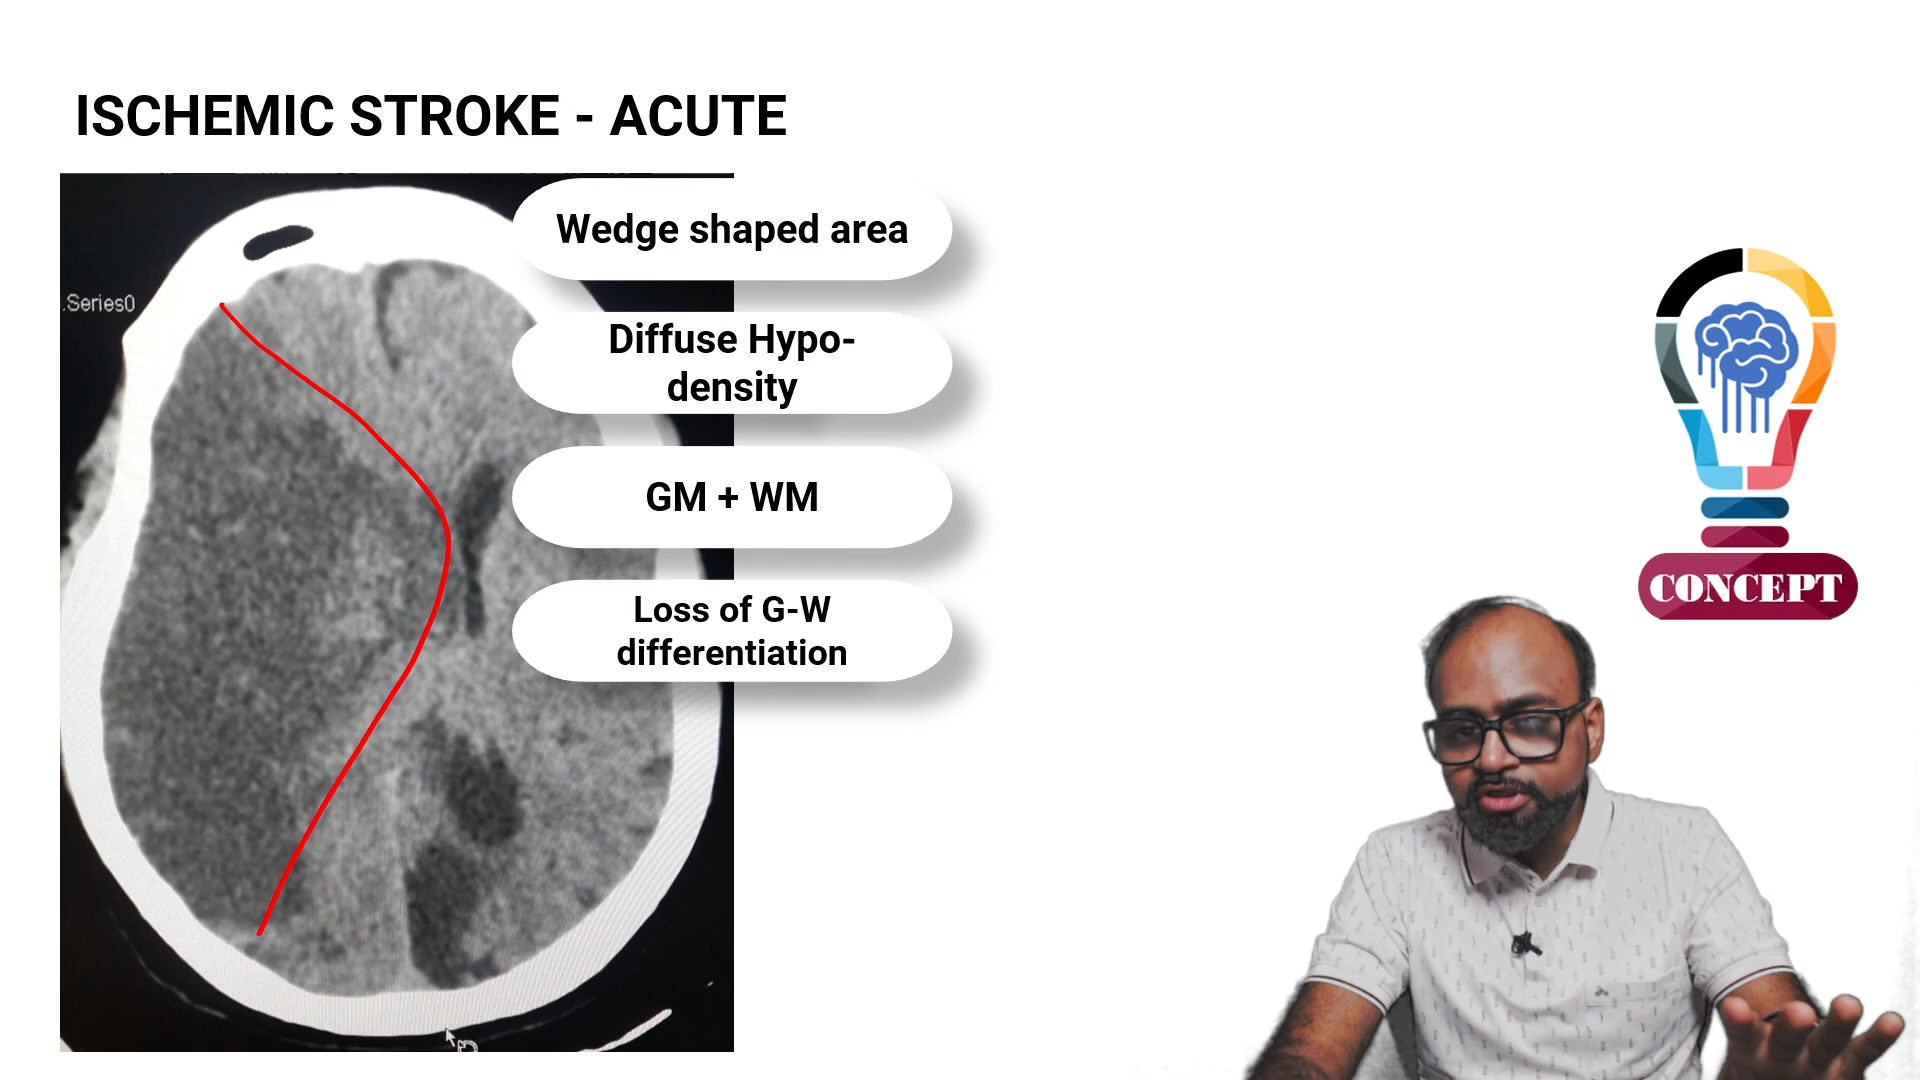 ISCHEMIC STROKE - ACUTE
.Series0
Wedge shaped area
Diffuse Hypo-
density
GM + WM
Loss of G-W
differentiation
CONCEPT